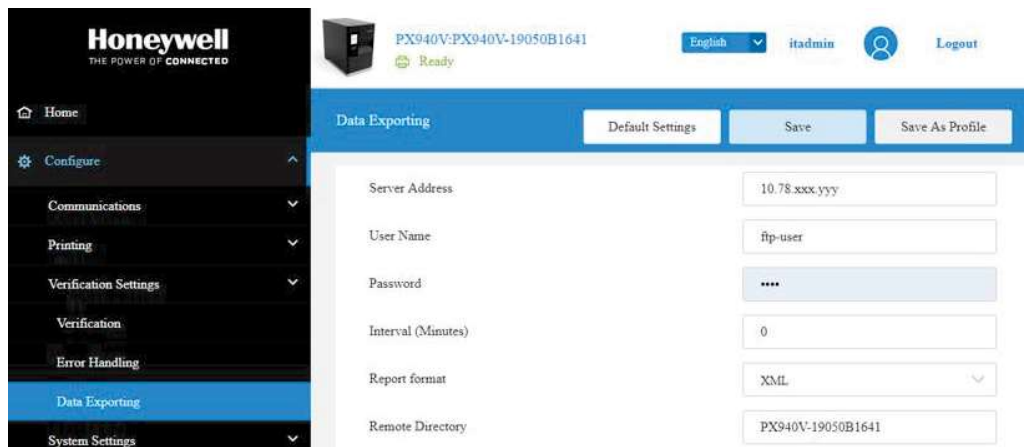 Honeywell
THE POWER OF CONNECTED
PX940V:PX940V-19050B1641
Ready
English
itadmin
Logout
Home
Configure
Communications
Printing
Verification Settings
Verification
Error Handling
Data Exporting
System Settings
Data Exporting
Default Settings
Save
Save As Profile
Server Address
10.78.xxx.yyy
User Name
ftp-user
Password
••••
Interval (Minutes)
0
Report format
XML
Remote Directory
PX940V-19050B1641